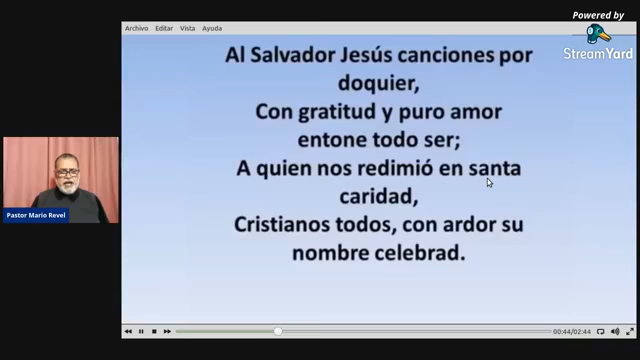 Powered by
StreamYard
Archivo Editar Vista Ayuda
Al Salvador Jesús canciones por
doquier,
Con gratitud y puro amor
entone todo ser;
A quien nos redimió en santa
caridad,
Cristianos todos, con ardor su
nombre celebrad.
Pastor Mario Revel
00:44/02:44